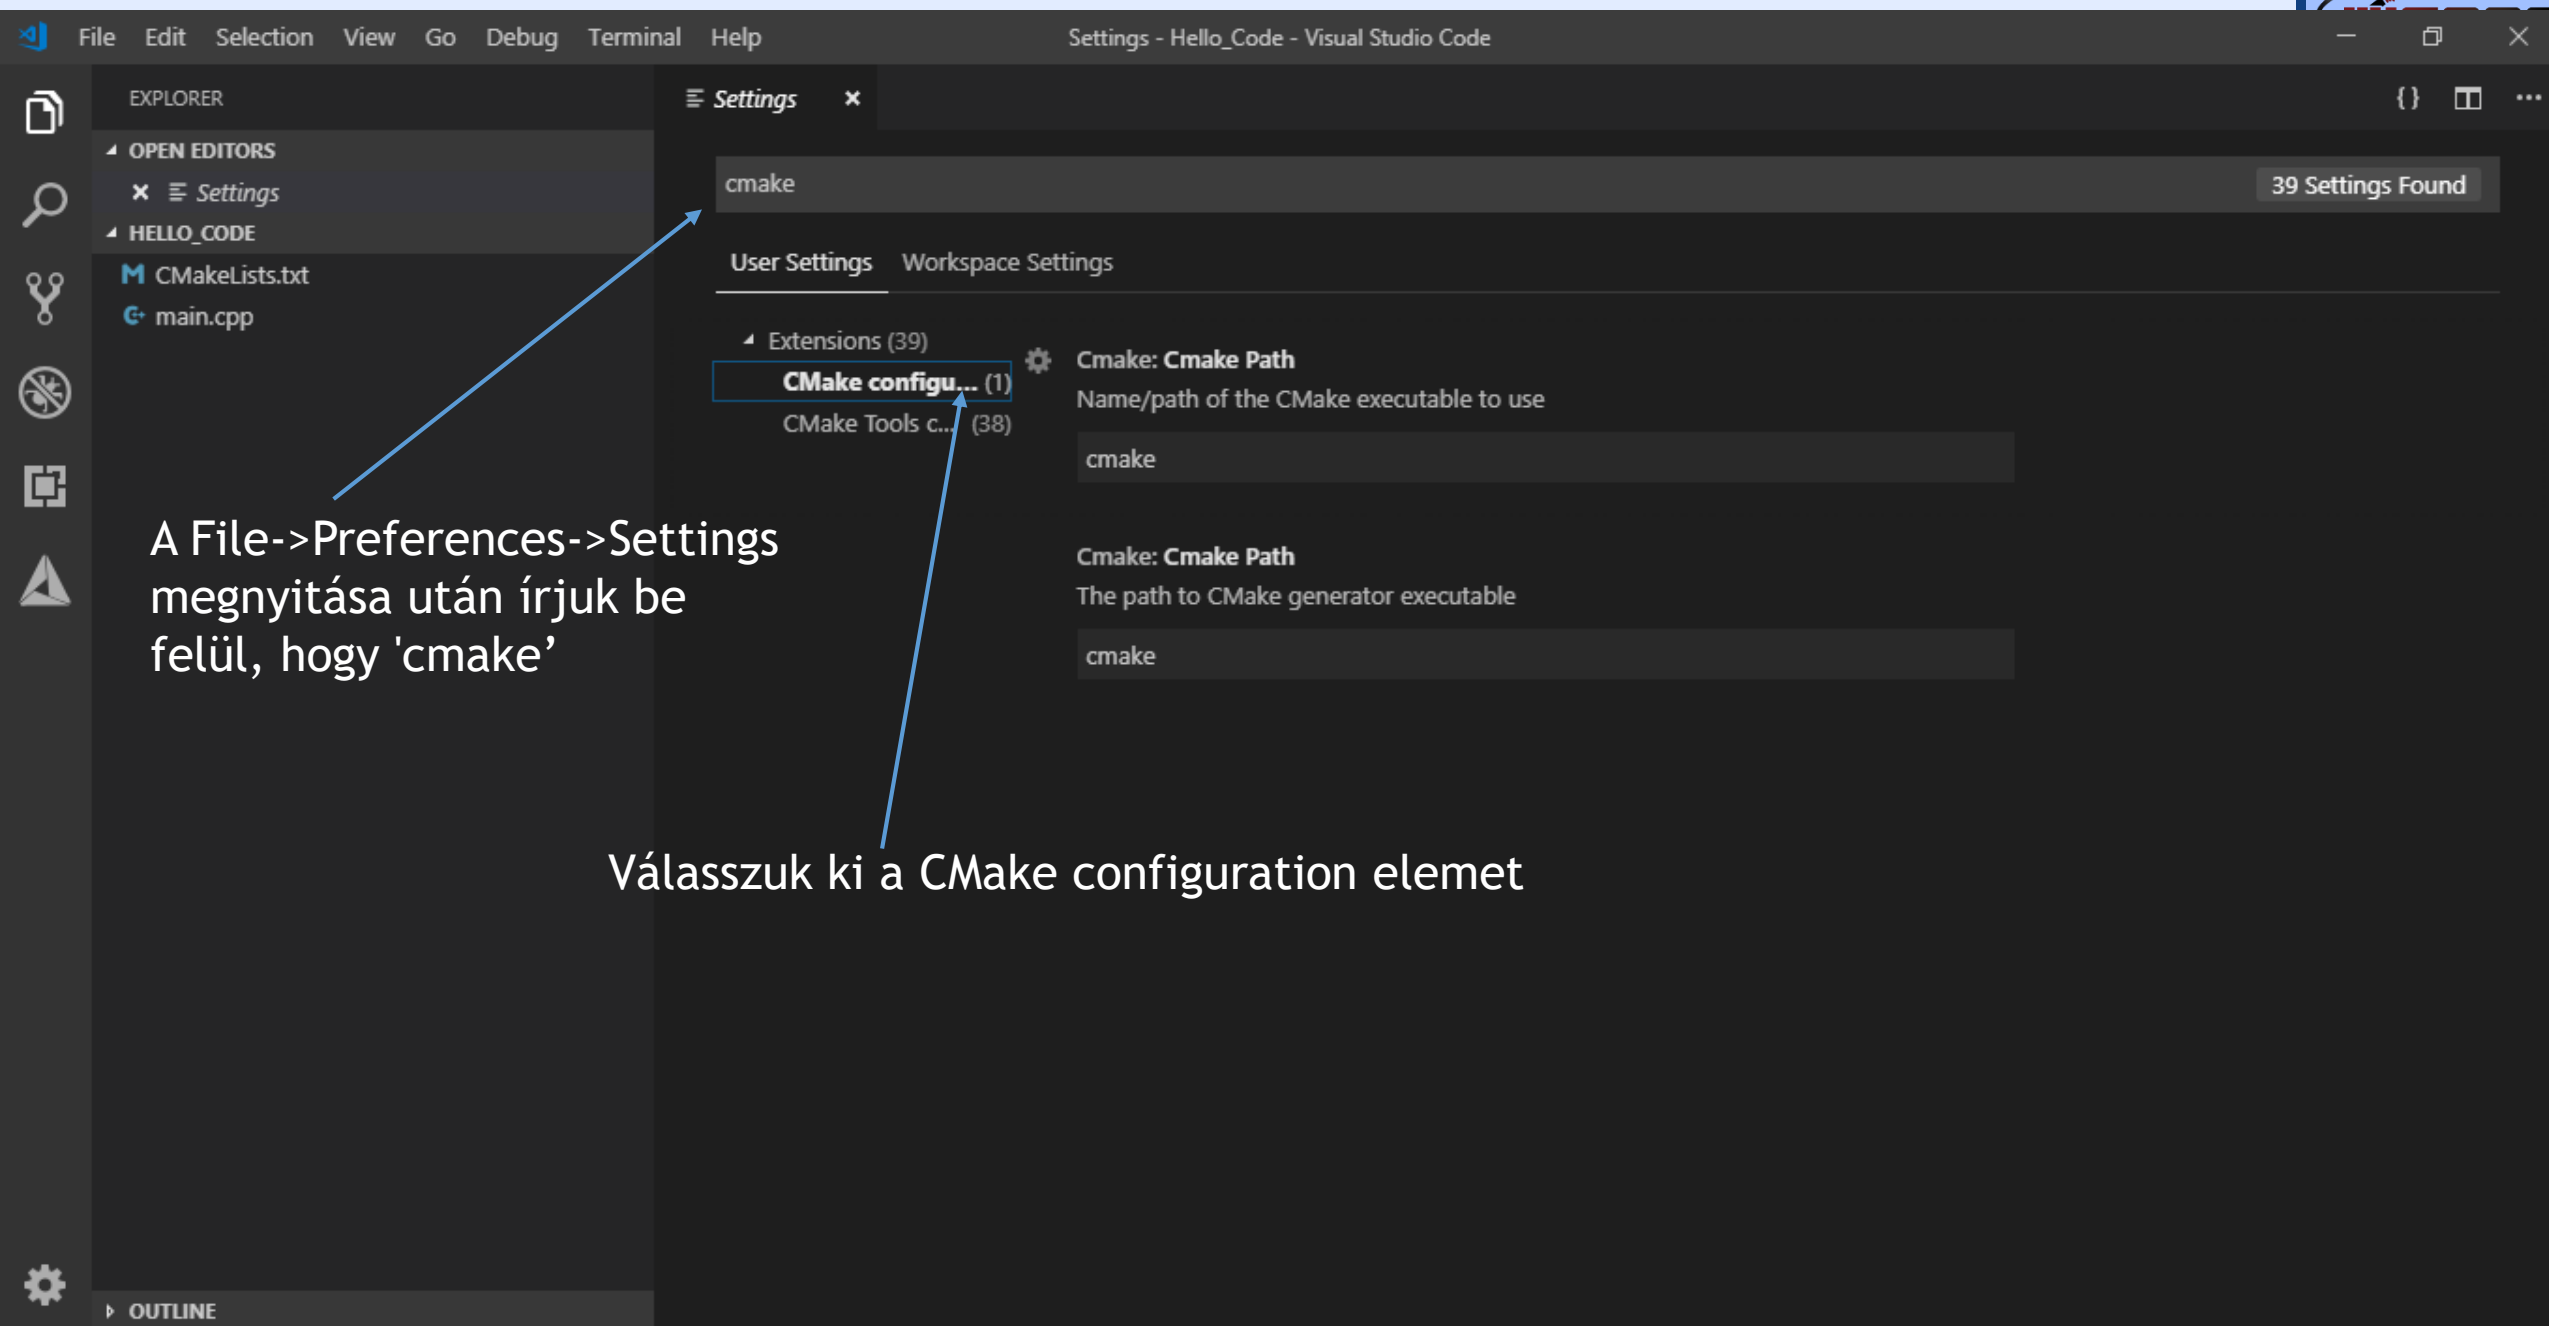 File Edit Selection View Go Debug Terminal Help
Settings - Hello_Code - Visual Studio Code
EXPLORER
OPEN EDITORS
Settings
HELLO_CODE
CMakeLists.txt
main.cpp
Settings
cmake
39 Settings Found
User Settings Workspace Settings
Extensions (39)
CMake configu... (1)
CMake Tools c... (38)
Cmake: Cmake Path
Name/path of the CMake executable to use
cmake
Cmake: Cmake Path
The path to CMake generator executable
cmake
A File->Preferences->Settings
megnyitása után írjuk be
felül, hogy 'cmake’
Válasszuk ki a CMake configuration elemet
OUTLINE